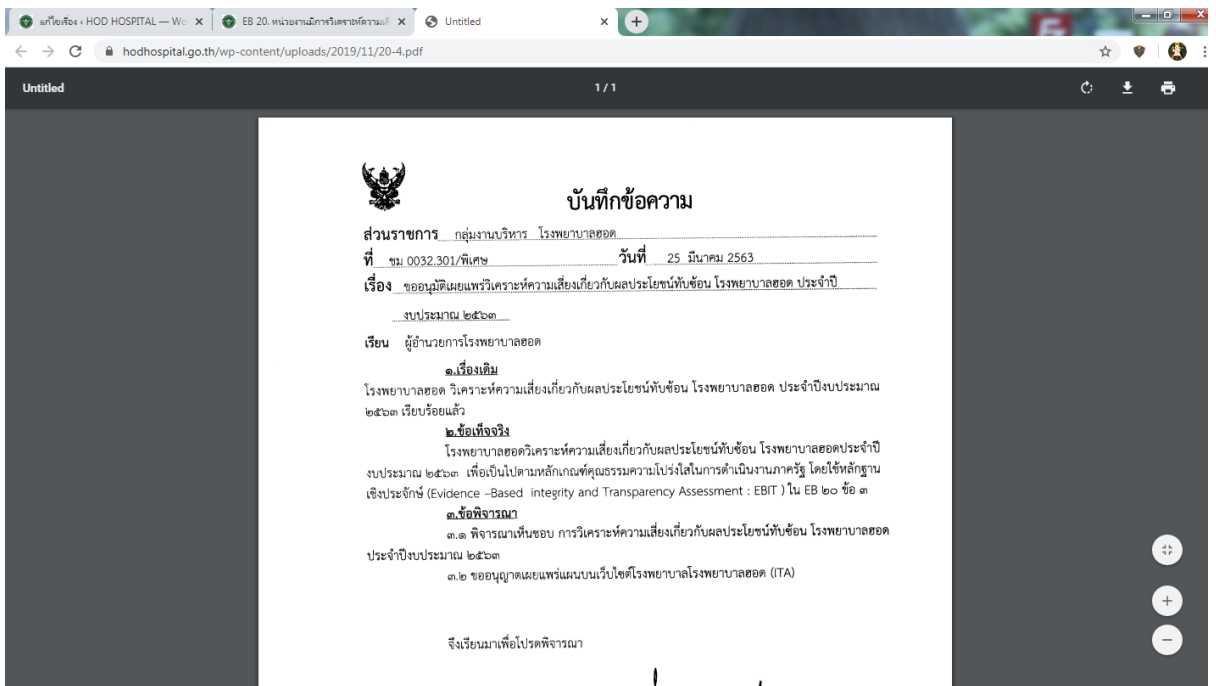 แก้ไขเรื่อง ‹ HOD HOSPITAL — Wo
EB 20. หน่วยงานมีการวิเคราะห์ความเสี่
Untitled
hodhospital.go.th/wp-content/uploads/2019/11/20-4.pdf
Untitled
1 / 1
บันทึกข้อความ
ส่วนราชการ กลุ่มงานบริหาร โรงพยาบาลฮอด
ที่ ชม 0032.301/พิเศษ วันที่ 25 มีนาคม 2563
เรื่อง ขออนุมัติเผยแพร่วิเคราะห์ความเสี่ยงเกี่ยวกับผลประโยชน์ทับซ้อน โรงพยาบาลฮอด ประจำปี
งบประมาณ ๒๕๖๓
เรียน ผู้อำนวยการโรงพยาบาลฮอด
๑.เรื่องเดิม
โรงพยาบาลฮอด วิเคราะห์ความเสี่ยงเกี่ยวกับผลประโยชน์ทับซ้อน โรงพยาบาลฮอด ประจำปีงบประมาณ
๒๕๖๓ เรียบร้อยแล้ว
๒.ข้อเท็จจริง
โรงพยาบาลฮอดวิเคราะห์ความเสี่ยงเกี่ยวกับผลประโยชน์ทับซ้อน โรงพยาบาลฮอดประจำปี
งบประมาณ ๒๕๖๓ เพื่อเป็นไปตามหลักเกณฑ์คุณธรรมความโปร่งใสในการดำเนินงานภาครัฐ โดยใช้หลักฐาน
เชิงประจักษ์ (Evidence –Based integrity and Transparency Assessment : EBIT ) ใน EB ๒๐ ข้อ ๓
๓.ข้อพิจารณา
๓.๑ พิจารณาเห็นชอบ การวิเคราะห์ความเสี่ยงเกี่ยวกับผลประโยชน์ทับซ้อน โรงพยาบาลฮอด
ประจำปีงบประมาณ ๒๕๖๓
๓.๒ ขออนุญาตเผยแพร่แผนบนเว็บไซต์โรงพยาบาลโรงพยาบาลฮอด (ITA)
จึงเรียนมาเพื่อโปรดพิจารณา